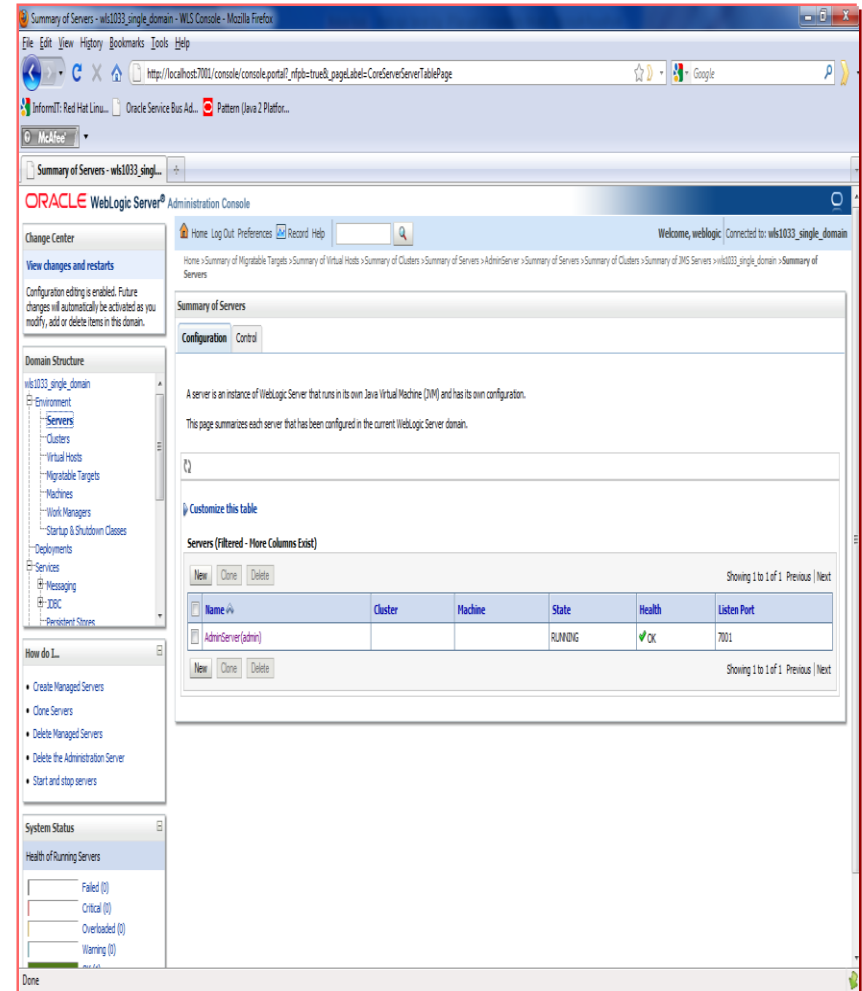 Summary of Servers - wls1033_single_domain - WLS Console - Mozilla Firefox
File Edit View History Bookmarks Tools Help
http://localhost:7001/console/console.portal?_nfpb=true&_pageLabel=CoreServerServerTablePage
Google
InformIT: Red Hat Linu... Oracle Service Bus Ad... Pattern (Java 2 Platfor...
McAfee
Summary of Servers - wls1033_singl...
ORACLE WebLogic Server® Administration Console
Change Center
View changes and restarts
Configuration editing is enabled. Future
changes will automatically be activated as you
modify, add or delete items in this domain.
Domain Structure
wls1033_single_domain
Environment
Servers
Clusters
Virtual Hosts
Migratable Targets
Machines
Work Managers
Startup & Shutdown Classes
Deployments
Services
Messaging
JDBC
Persistent Stores
How do I...
Create Managed Servers
Clone Servers
Delete Managed Servers
Delete the Administration Server
Start and stop servers
System Status
Health of Running Servers
Failed (0)
Critical (0)
Overloaded (0)
Warning (0)
Home Log Out Preferences Record Help
Welcome, weblogic Connected to: wls1033_single_domain
Home >Summary of Migratable Targets >Summary of Virtual Hosts >Summary of Clusters >Summary of Servers >AdminServer >Summary of Servers >Summary of Clusters >Summary of JMS Servers >wls1033_single_domain >Summary of
Servers
Summary of Servers
Configuration Control
A server is an instance of WebLogic Server that runs in its own Java Virtual Machine (JVM) and has its own configuration.
This page summarizes each server that has been configured in the current WebLogic Server domain.
Customize this table
Servers (Filtered - More Columns Exist)
New Clone Delete
Showing 1 to 1 of 1 Previous | Next
Name Cluster Machine State Health Listen Port
AdminServer(admin) RUNNING OK 7001
New Clone Delete
Showing 1 to 1 of 1 Previous | Next
Done